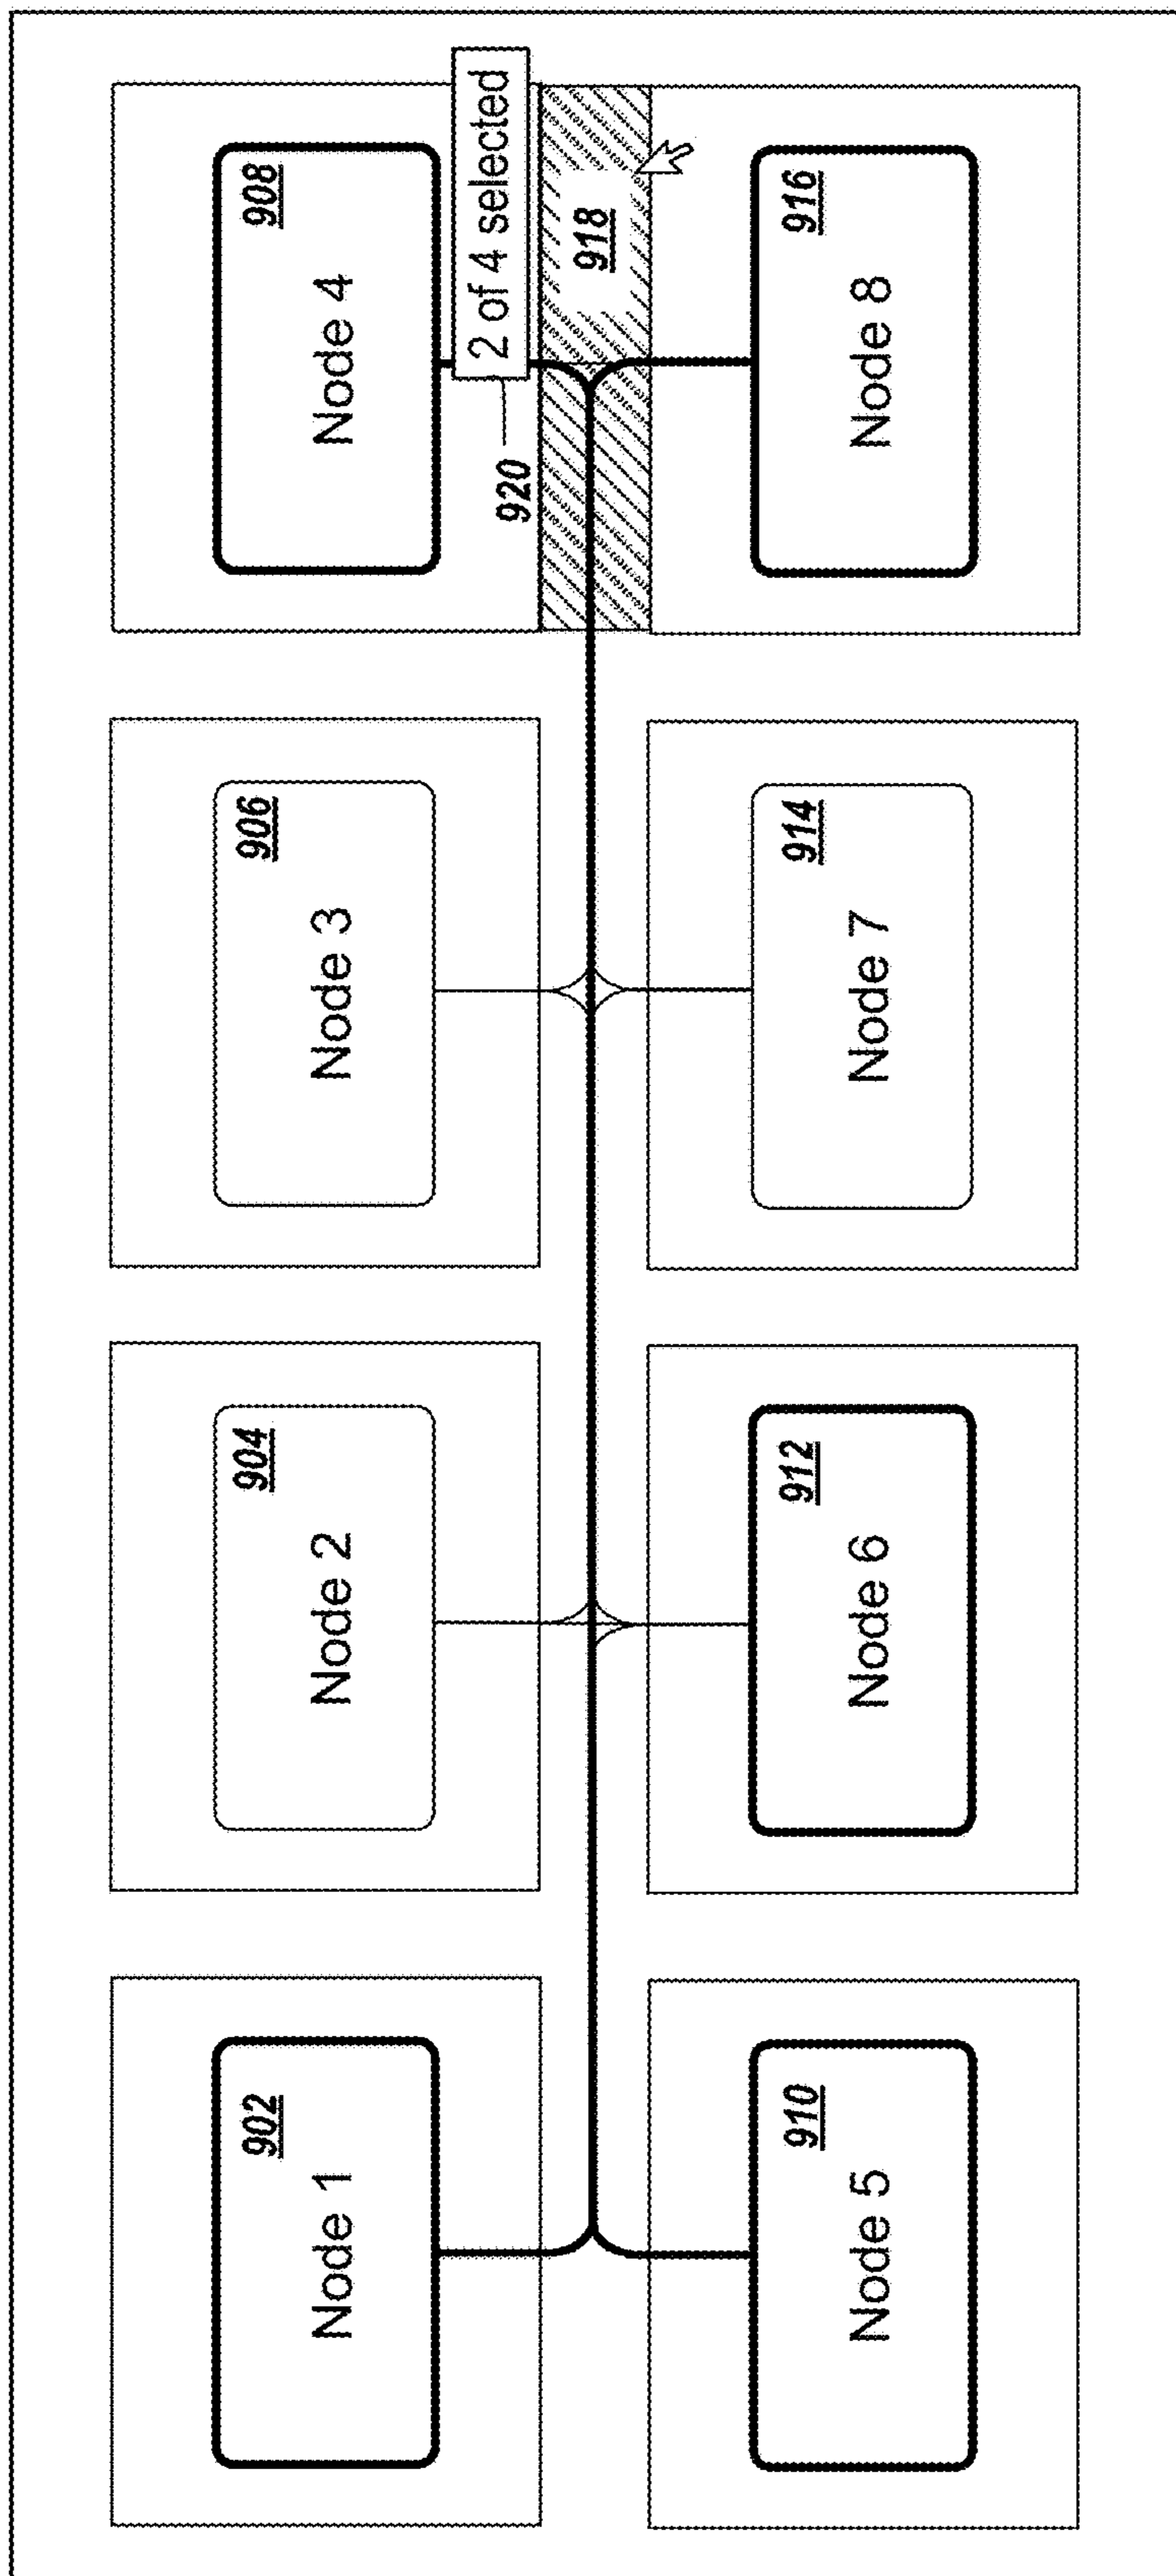 Node 1
902
Node 2
904
Node 3
906
Node 4
908
2 of 4 selected
920
918
Node 5
910
Node 6
912
Node 7
914
Node 8
916